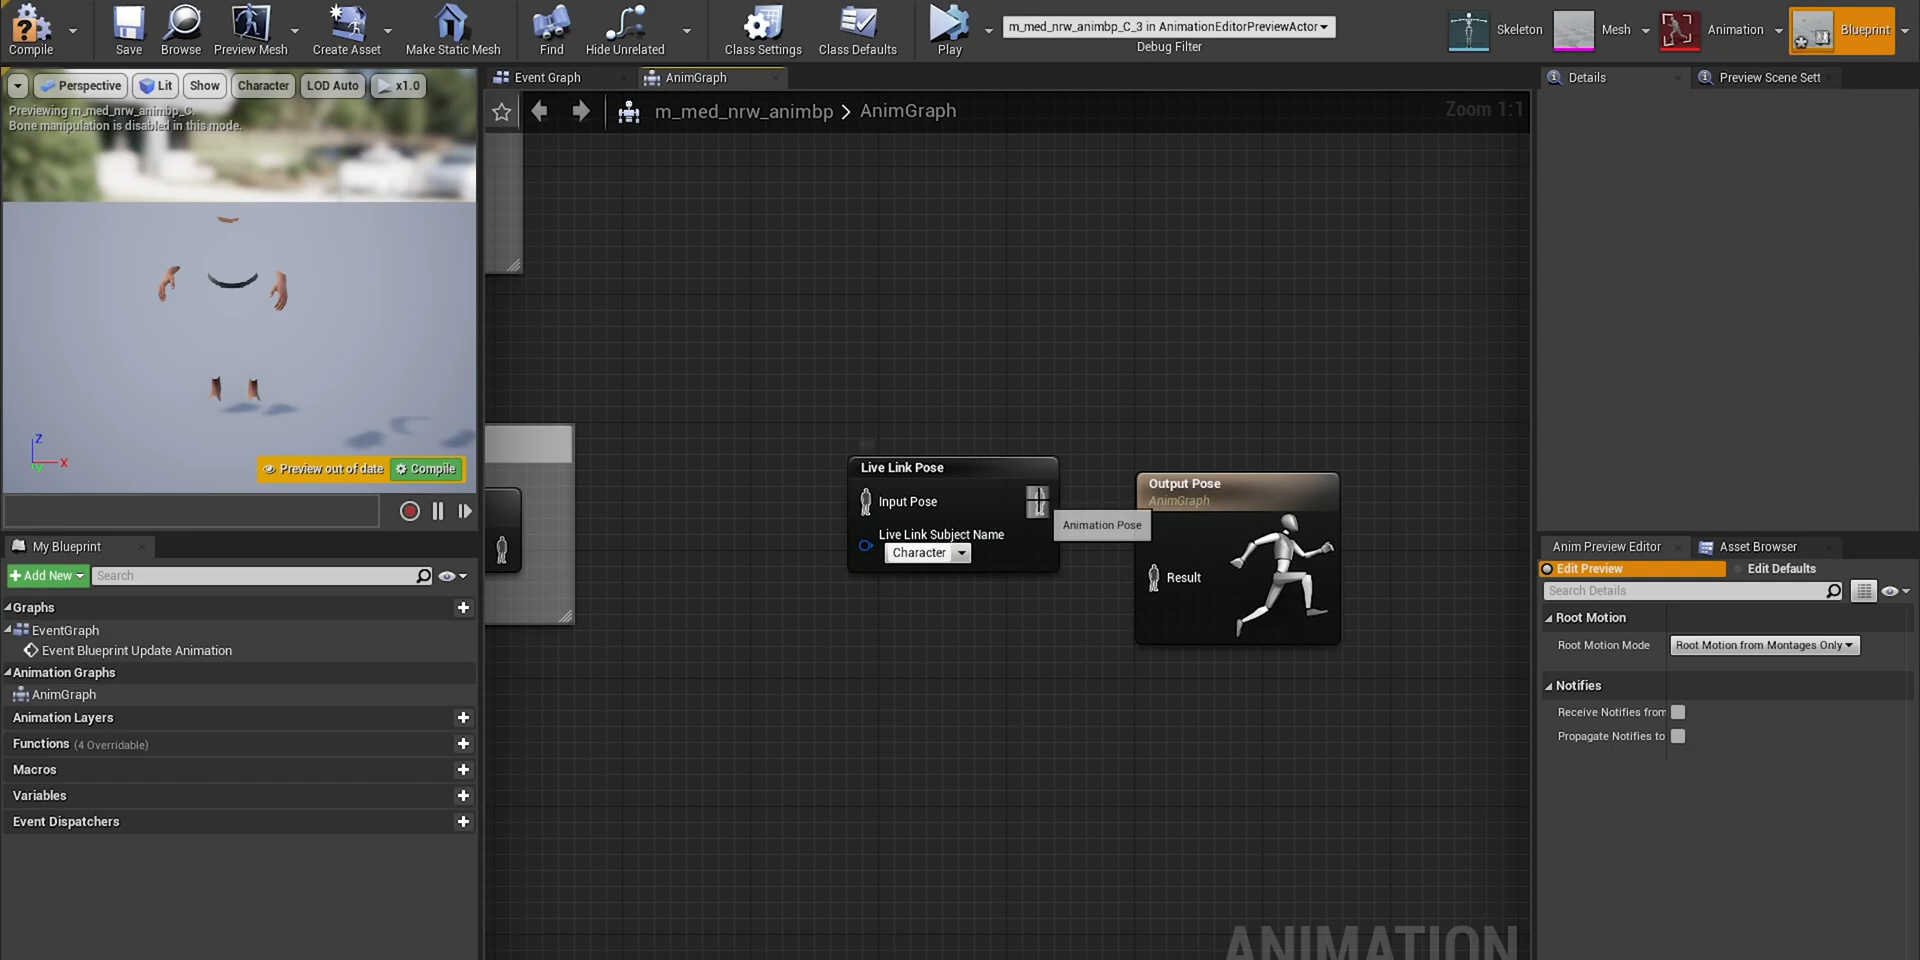 Compile
Save
Browse
Preview Mesh
Create Asset
Make Static Mesh
Find
Hide Unrelated
Class Settings
Class Defaults
Play
m_med_nrw_animbp_C_3 in AnimationEditorPreviewActor
Debug Filter
Skeleton
Mesh
Animation
Blueprint
Perspective
Lit
Show
Character
LOD Auto
x1.0
Previewing m_med_nrw_animbp_C.
Bone manipulation is disabled in this mode.
Z
X
Y
Preview out of date
Compile
Event Graph
AnimGraph
m_med_nrw_animbp > AnimGraph
Zoom 1:1
Live Link Pose
Input Pose
Live Link Subject Name
Character
Animation Pose
Output Pose
AnimGraph
Result
ANIMATION
My Blueprint
Add New
Search
Graphs
EventGraph
Event Blueprint Update Animation
Animation Graphs
AnimGraph
Animation Layers
Functions (4 Overridable)
Macros
Variables
Event Dispatchers
Details
Preview Scene Sett
Anim Preview Editor
Asset Browser
Edit Preview
Edit Defaults
Search Details
Root Motion
Root Motion Mode
Root Motion from Montages Only
Notifies
Receive Notifies from
Propagate Notifies to